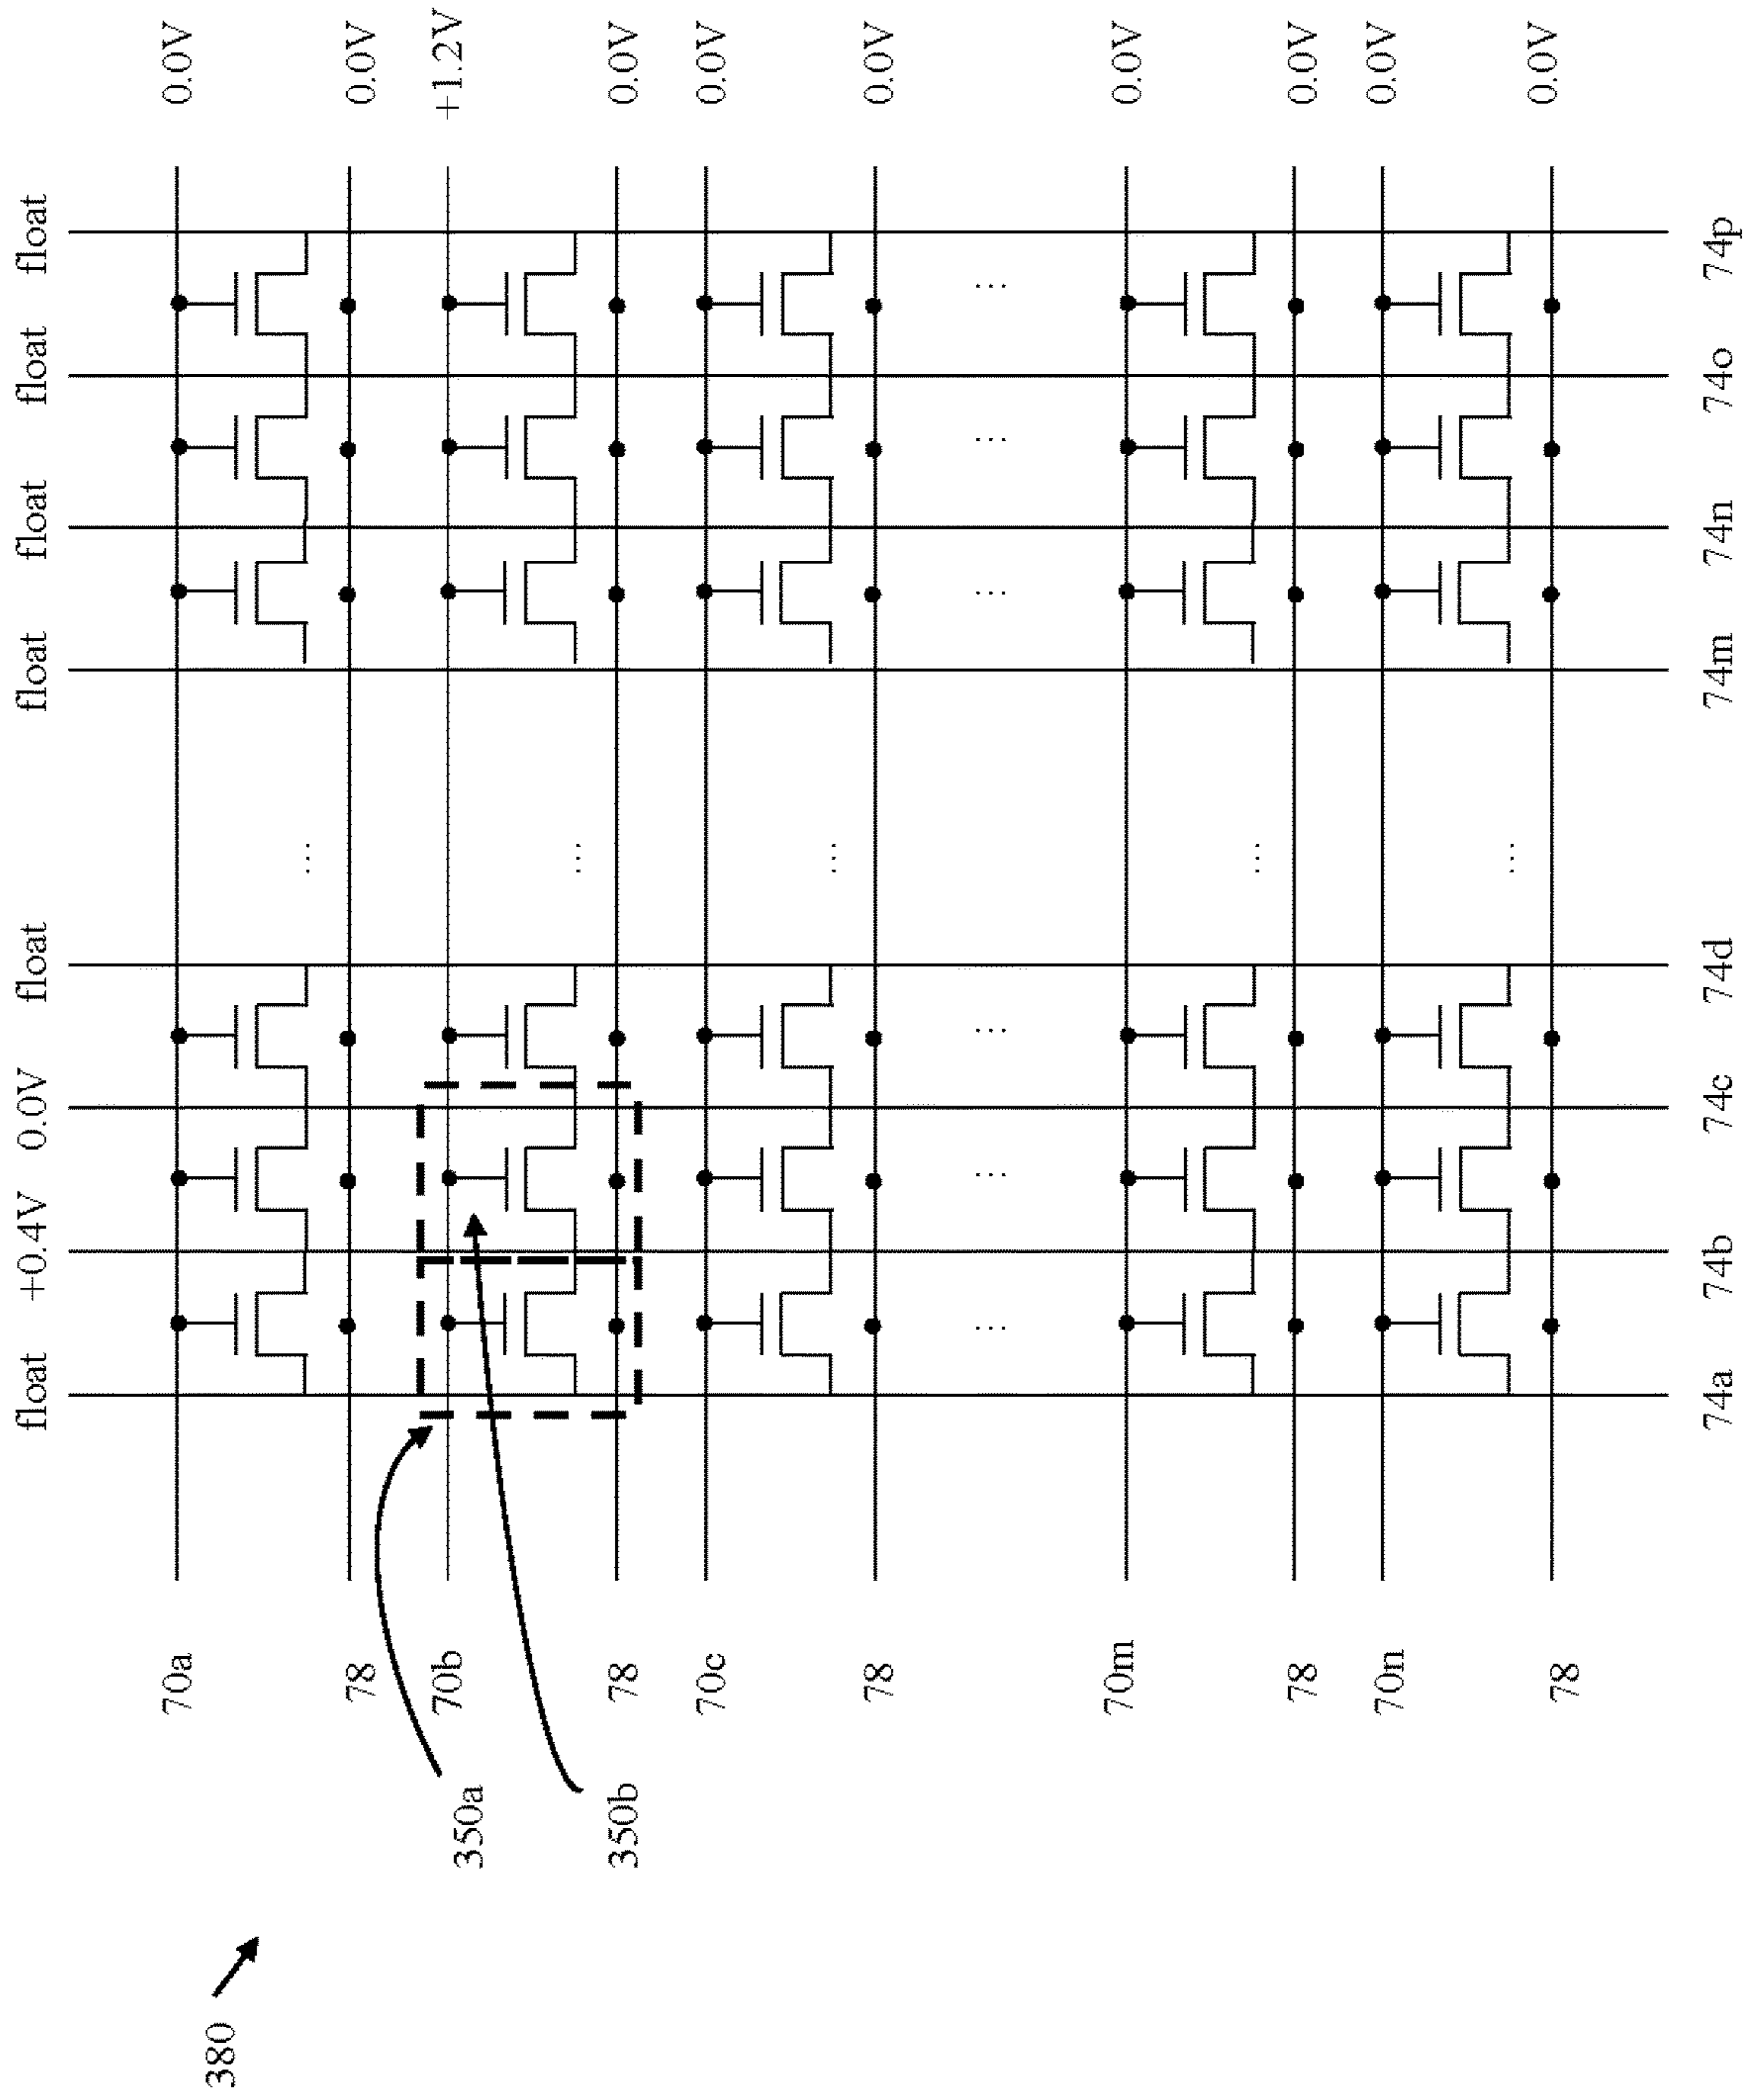 float +0.4V 0.0V float float float float float
70a 0.0V
380
78 0.0V
70b +1.2V
350a
350b 78 0.0V
70c 0.0V
78 0.0V
70m 0.0V
78 0.0V
70n 0.0V
78 0.0V
74a 74b 74c 74d 74m 74n 74o 74p